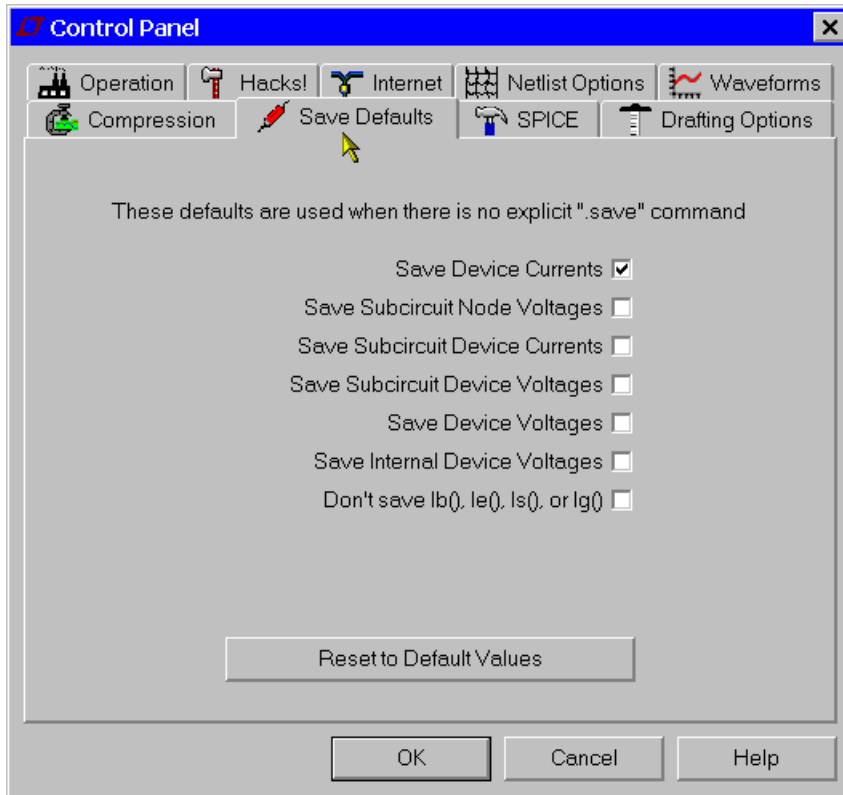 Control Panel
Operation Hacks! Internet Netlist Options Waveforms
Compression Save Defaults SPICE Drafting Options
These defaults are used when there is no explicit ".save" command
Save Device Currents
Save Subcircuit Node Voltages
Save Subcircuit Device Currents
Save Subcircuit Device Voltages
Save Device Voltages
Save Internal Device Voltages
Don't save Ib(), Ie(), Is(), or Ig()
Reset to Default Values
OK Cancel Help